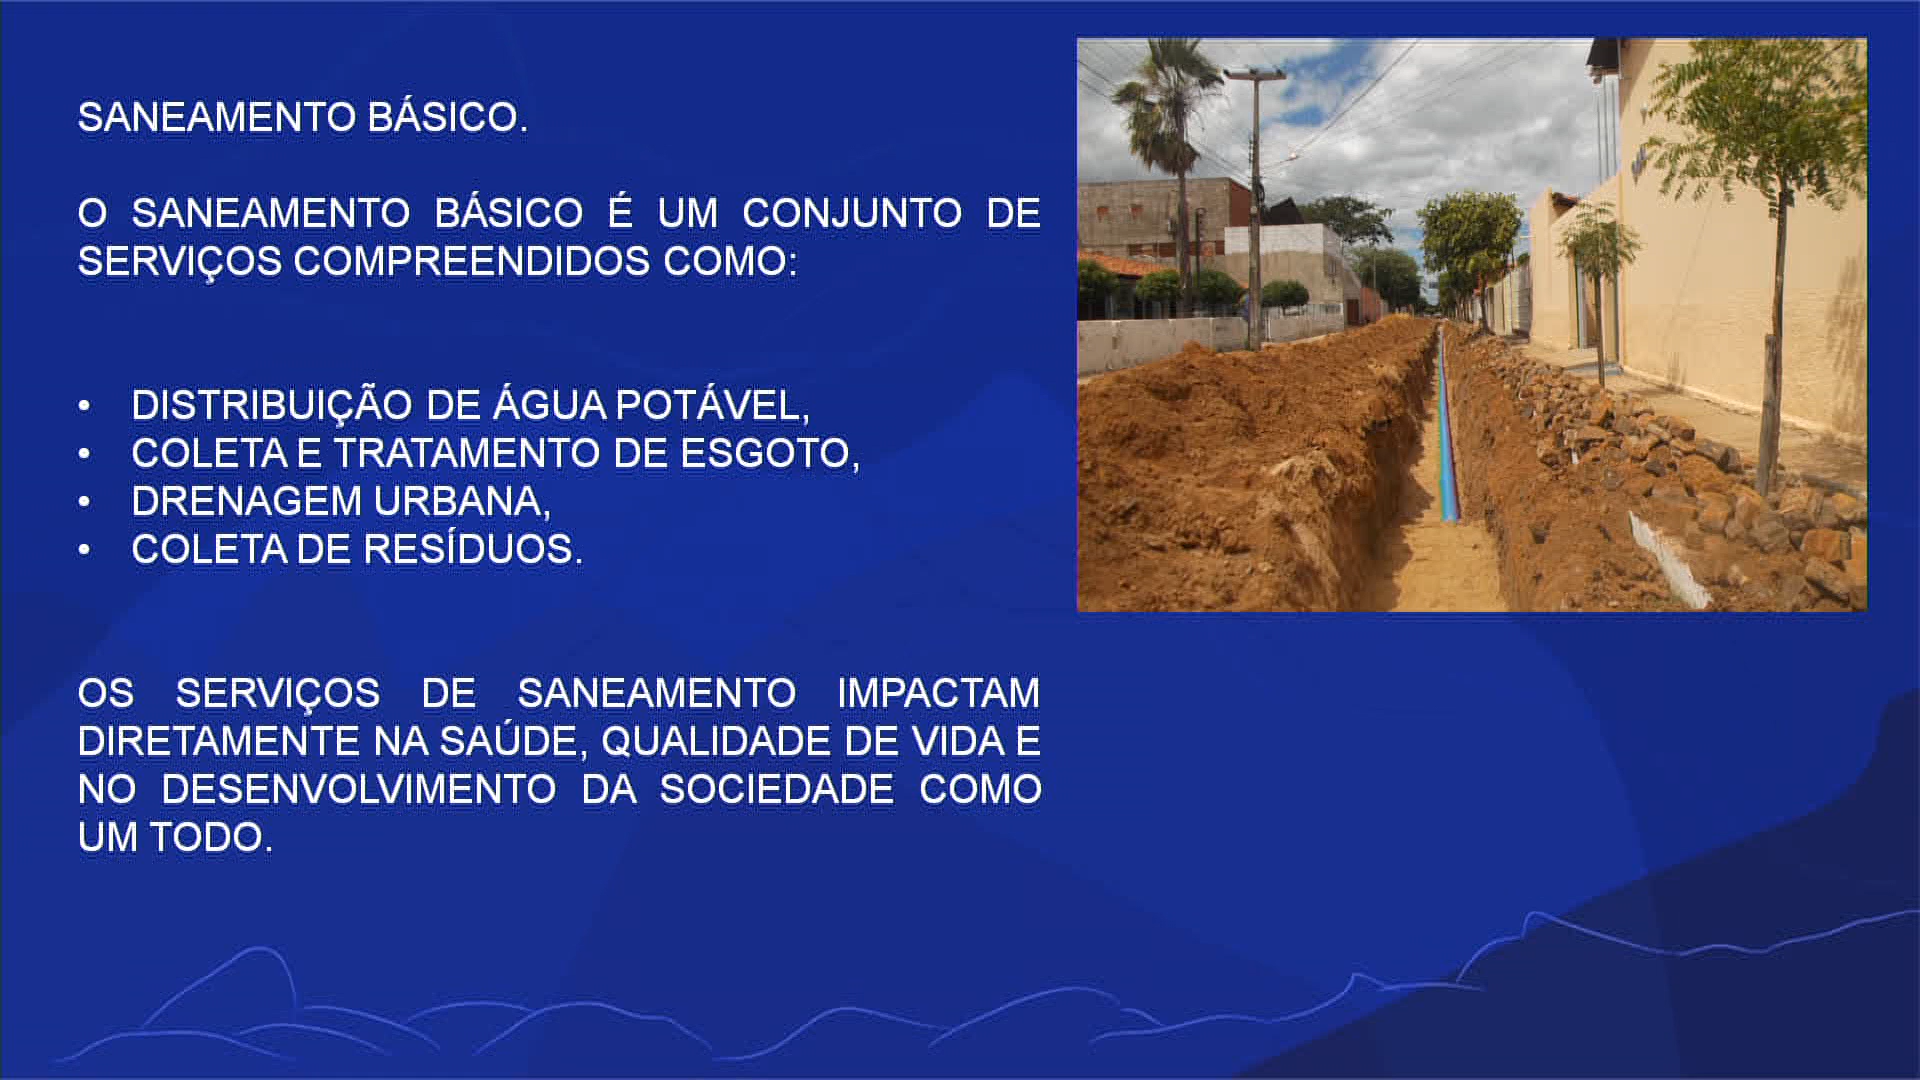 SANEAMENTO BÁSICO.
O SANEAMENTO BÁSICO É UM CONJUNTO DE
SERVIÇOS COMPREENDIDOS COMO:
• DISTRIBUIÇÃO DE ÁGUA POTÁVEL,
• COLETA E TRATAMENTO DE ESGOTO,
• DRENAGEM URBANA,
• COLETA DE RESÍDUOS.
OS SERVIÇOS DE SANEAMENTO IMPACTAM
DIRETAMENTE NA SAÚDE, QUALIDADE DE VIDA E
NO DESENVOLVIMENTO DA SOCIEDADE COMO
UM TODO.